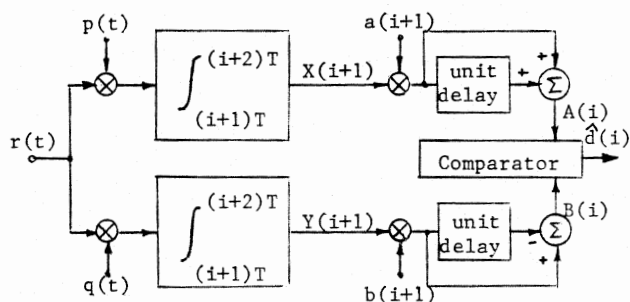 p(t)
a(i+1)
∫
(i+2)T
(i+1)T
X(i+1)
unit
delay
+
+
Σ
A(i)
r(t)
Comparator
d̂(i)
∫
(i+2)T
(i+1)T
Y(i+1)
unit
delay
B(i)
Σ
-
+
q(t)
b(i+1)